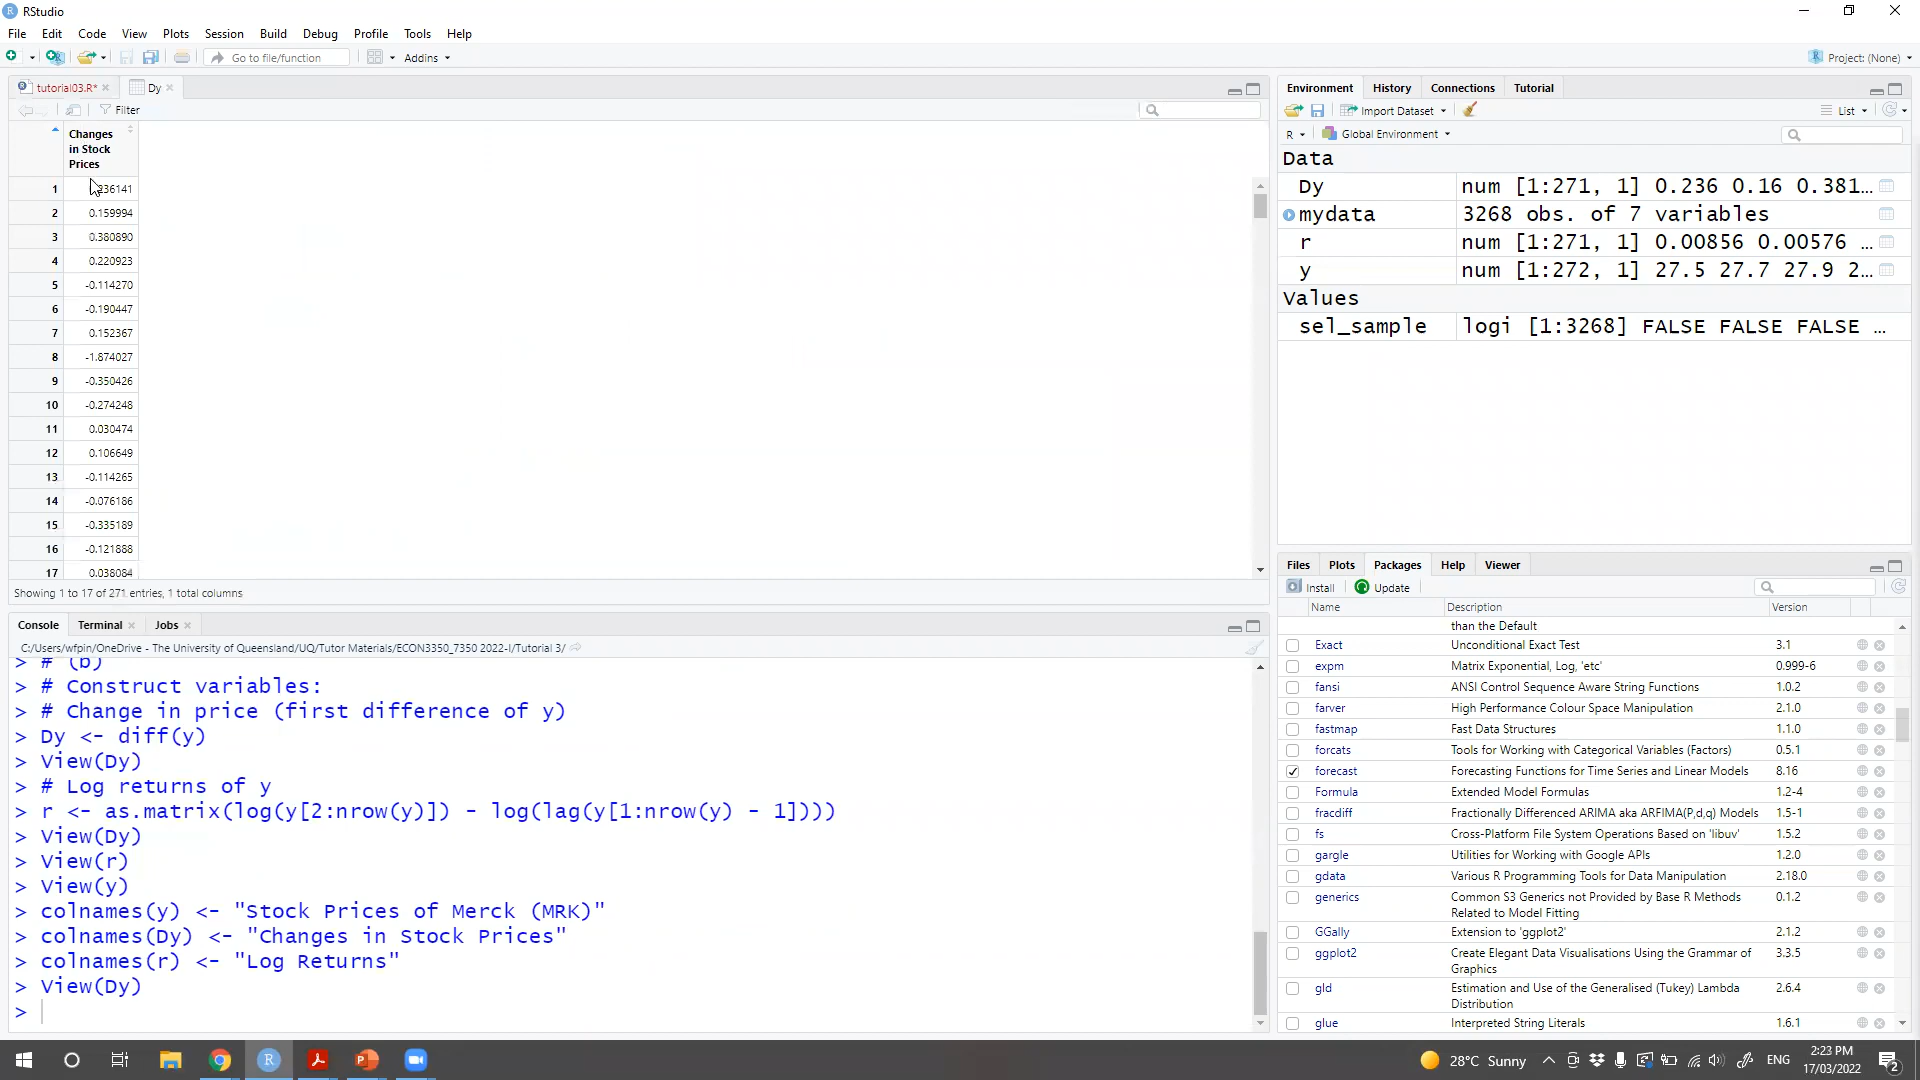 RStudio
File Edit Code View Plots Session Build Debug Profile Tools Help
Go to file/function Addins Project: (None)
tutorial03.R* Dy
Filter
Changes
in Stock
Prices
1 236141
2 0.159994
3 0.380890
4 0.220923
5 -0.114270
6 -0.190447
7 0.152367
8 -1.874027
9 -0.350426
10 -0.274248
11 0.030474
12 0.106649
13 -0.114265
14 -0.076186
15 -0.335189
16 -0.121888
17 0.038084
Showing 1 to 17 of 271 entries, 1 total columns
Console Terminal Jobs
C:/Users/wfpin/OneDrive - The University of Queensland/UQ/Tutor Materials/ECON3350_7350 2022-I/Tutorial 3/
> # (b)
> # Construct variables:
> # Change in price (first difference of y)
> Dy <- diff(y)
> View(Dy)
> # Log returns of y
> r <- as.matrix(log(y[2:nrow(y)]) - log(lag(y[1:nrow(y) - 1])))
> View(Dy)
> View(r)
> View(y)
> colnames(y) <- "Stock Prices of Merck (MRK)"
> colnames(Dy) <- "Changes in Stock Prices"
> colnames(r) <- "Log Returns"
> View(Dy)
>
Environment History Connections Tutorial
Import Dataset List
R Global Environment
Data
Dy num [1:271, 1] 0.236 0.16 0.381…
mydata 3268 obs. of 7 variables
r num [1:271, 1] 0.00856 0.00576 …
y num [1:272, 1] 27.5 27.7 27.9 2…
Values
sel_sample logi [1:3268] FALSE FALSE FALSE …
Files Plots Packages Help Viewer
Install Update
Name Description Version
than the Default
Exact Unconditional Exact Test 3.1
expm Matrix Exponential, Log, 'etc' 0.999-6
fansi ANSI Control Sequence Aware String Functions 1.0.2
farver High Performance Colour Space Manipulation 2.1.0
fastmap Fast Data Structures 1.1.0
forcats Tools for Working with Categorical Variables (Factors) 0.5.1
forecast Forecasting Functions for Time Series and Linear Models 8.16
Formula Extended Model Formulas 1.2-4
fracdiff Fractionally Differenced ARIMA aka ARFIMA(P,d,q) Models 1.5-1
fs Cross-Platform File System Operations Based on 'libuv' 1.5.2
gargle Utilities for Working with Google APIs 1.2.0
gdata Various R Programming Tools for Data Manipulation 2.18.0
generics Common S3 Generics not Provided by Base R Methods 0.1.2
Related to Model Fitting
GGally Extension to 'ggplot2' 2.1.2
ggplot2 Create Elegant Data Visualisations Using the Grammar of 3.3.5
Graphics
gld Estimation and Use of the Generalised (Tukey) Lambda 2.6.4
Distribution
glue Interpreted String Literals 1.6.1
28°C Sunny ENG 2:23 PM
17/03/2022 2